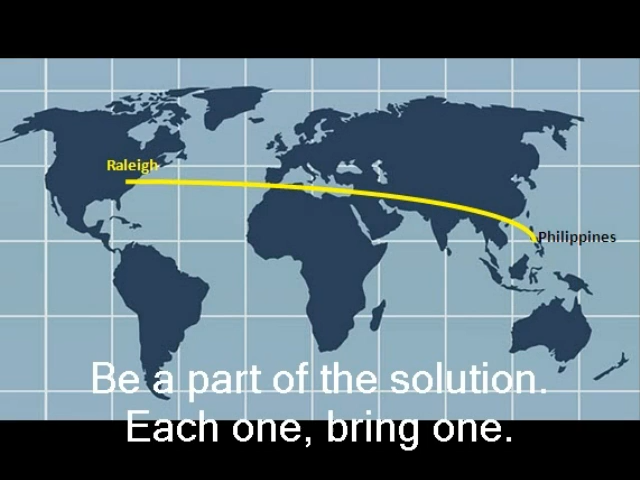 Raleigh
Philippines
Be a part of the solution.
Each one, bring one.